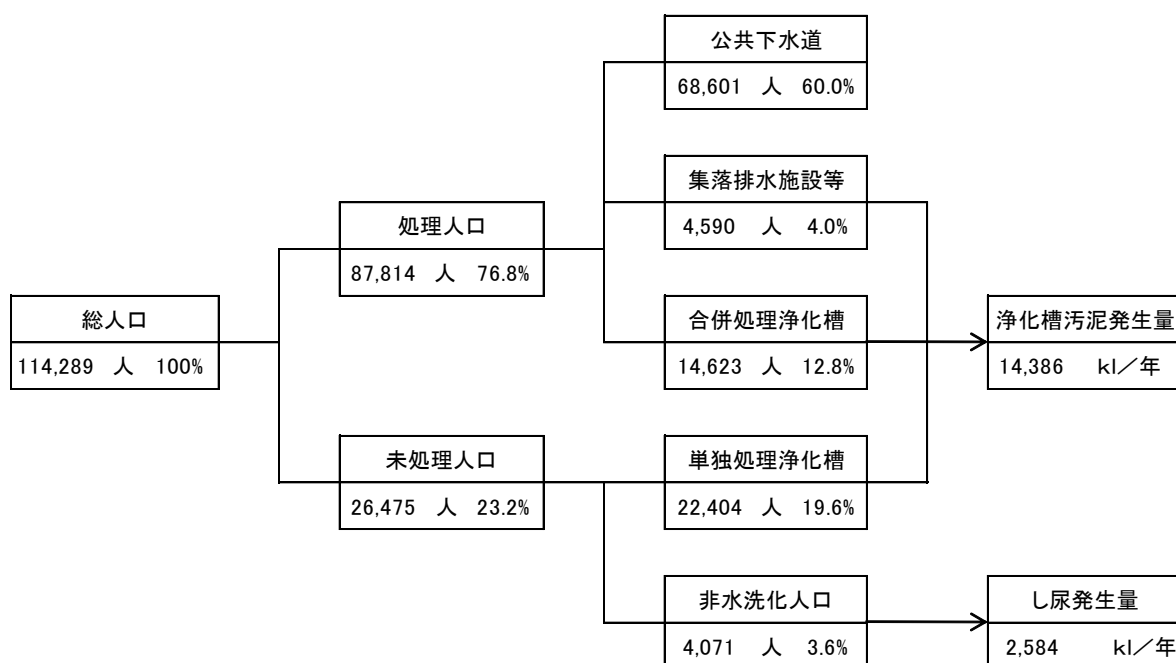 公共下水道
68,601 人 60.0%
集落排水施設等
4,590 人 4.0%
処理人口
87,814 人 76.8%
総人口
114,289 人 100%
合併処理浄化槽
14,623 人 12.8%
浄化槽汚泥発生量
14,386 kl／年
未処理人口
26,475 人 23.2%
単独処理浄化槽
22,404 人 19.6%
非水洗化人口
4,071 人 3.6%
し尿発生量
2,584 kl／年